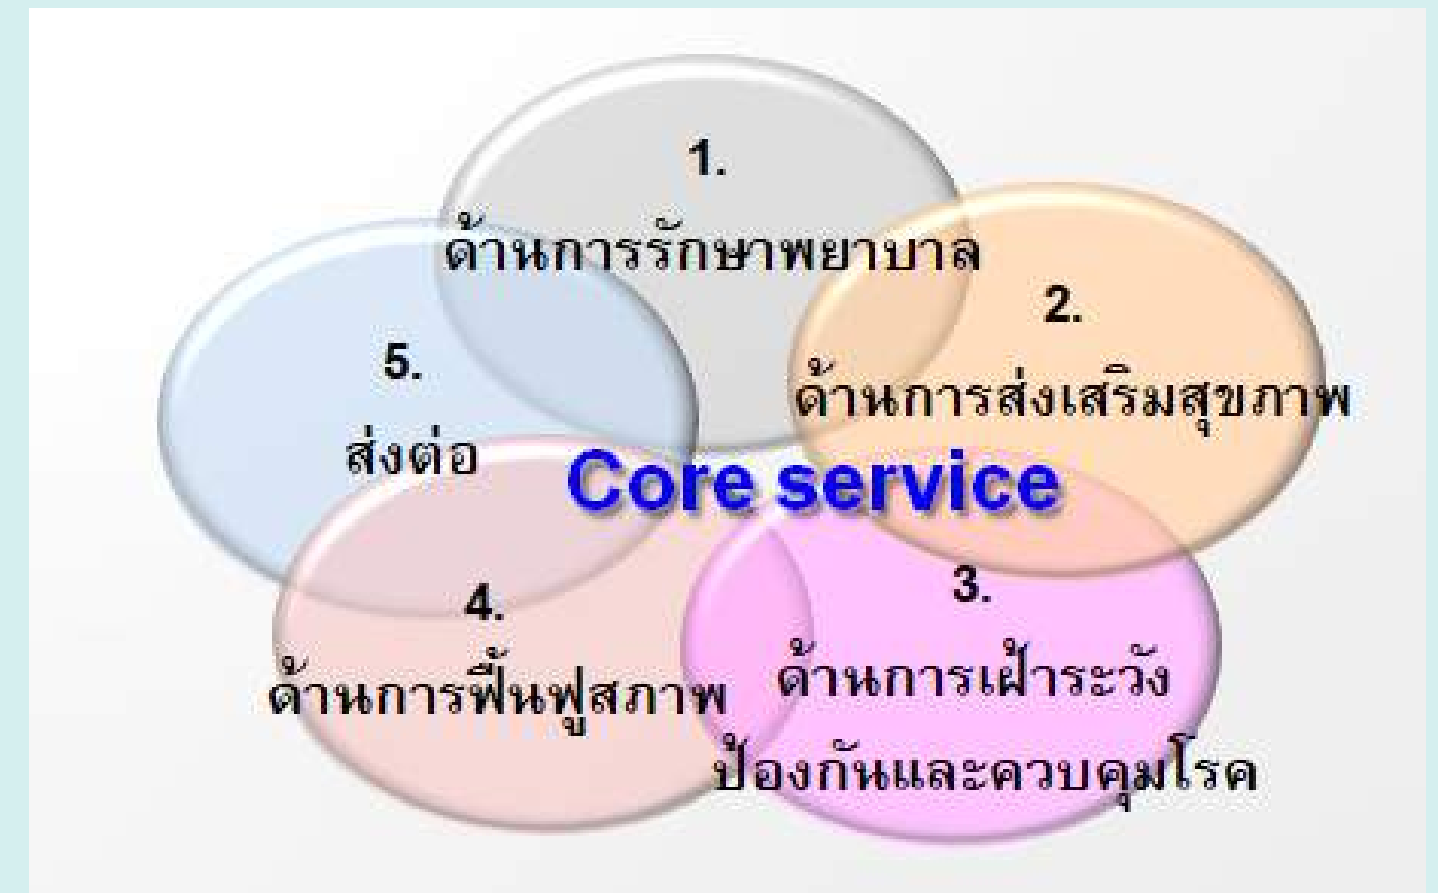 1.
ด้านการรักษาพยาบาล
2.
ด้านการส่งเสริมสุขภาพ
5.
ส่งต่อ
Core service
3.
ด้านการเฝ้าระวัง
ป้องกันและควบคุมโรค
4.
ด้านการฟื้นฟูสภาพ